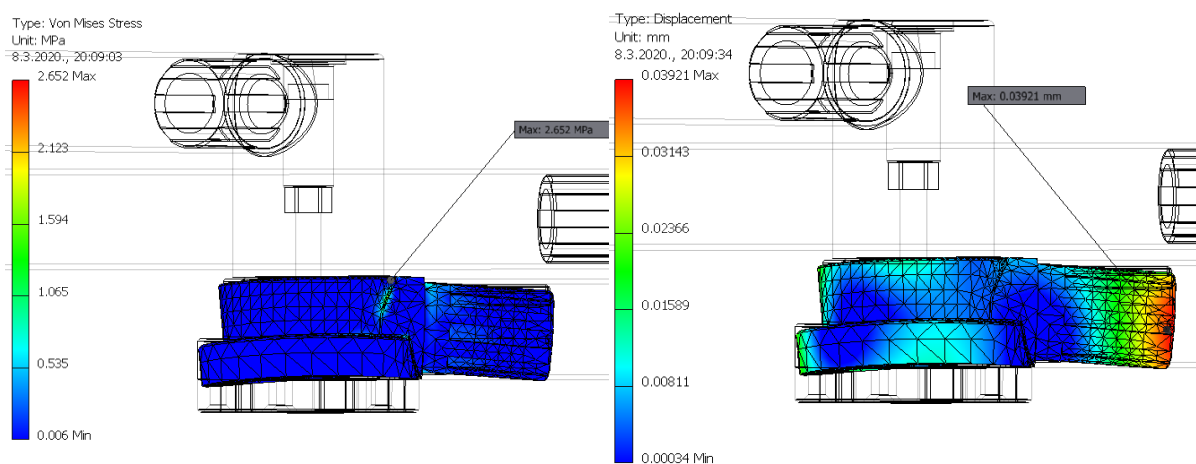 Type: Von Mises Stress
Unit: MPa
8.3.2020., 20:09:03
2.652 Max
2.123
1.594
1.065
0.535
0.006 Min
Max: 2.652 MPa
Type: Displacement
Unit: mm
8.3.2020., 20:09:34
0.03921 Max
0.03143
0.02366
0.01589
0.00811
0.00034 Min
Max: 0.03921 mm